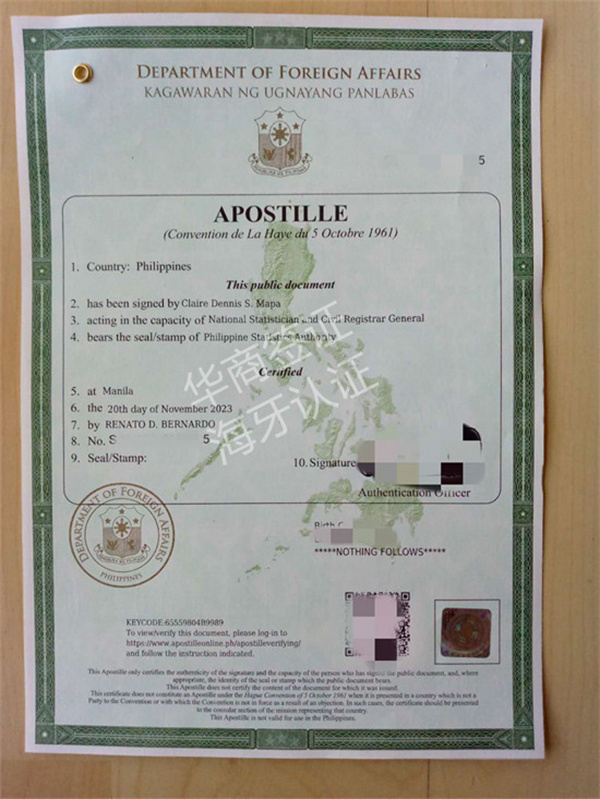 DEPARTMENT OF FOREIGN AFFAIRS
KAGAWARAN NG UGNAYANG PANLABAS
5
APOSTILLE
(Convention de La Haye du 5 Octobre 1961)
1. Country: Philippines
This public document
2. has been signed by Claire Dennis S. Mapa
3. acting in the capacity of National Statistician and Civil Registrar General
4. bears the seal/stamp of Philippine Statistics Authority
Certified
5. at Manila
6. the 20th day of November 2023
7. by RENATO D. BERNARDO
8. No. S 5
9. Seal/Stamp:
10. Signature
Authentication Officer
华商签证
海牙认证
DEPARTMENT OF FOREIGN AFFAIRS
PHILIPPINES
Birth C
*****NOTHING FOLLOWS*****
KEYCODE:65559804B9989
To view/verify this document, please log-in to
https://www.apostilleonline.ph/apostilleverifying/
and follow the instruction indicated.
This Apostille only certifies the authenticity of the signature and the capacity of the person who has signed the public document, and, where
appropriate, the identity of the seal or stamp which the public document bears.
This Apostille does not certify the content of the document for which it was issued.
This certificate does not constitute an Apostille under the Hague Convention of 5 October 1961 when it is presented in a country which is not a
Party to the Convention or with which the Convention is not in force as a result of an objection. In such cases, the certificate should be presented
to the consular section of the mission representing that country.
This Apostille is not valid for use in the Philippines.